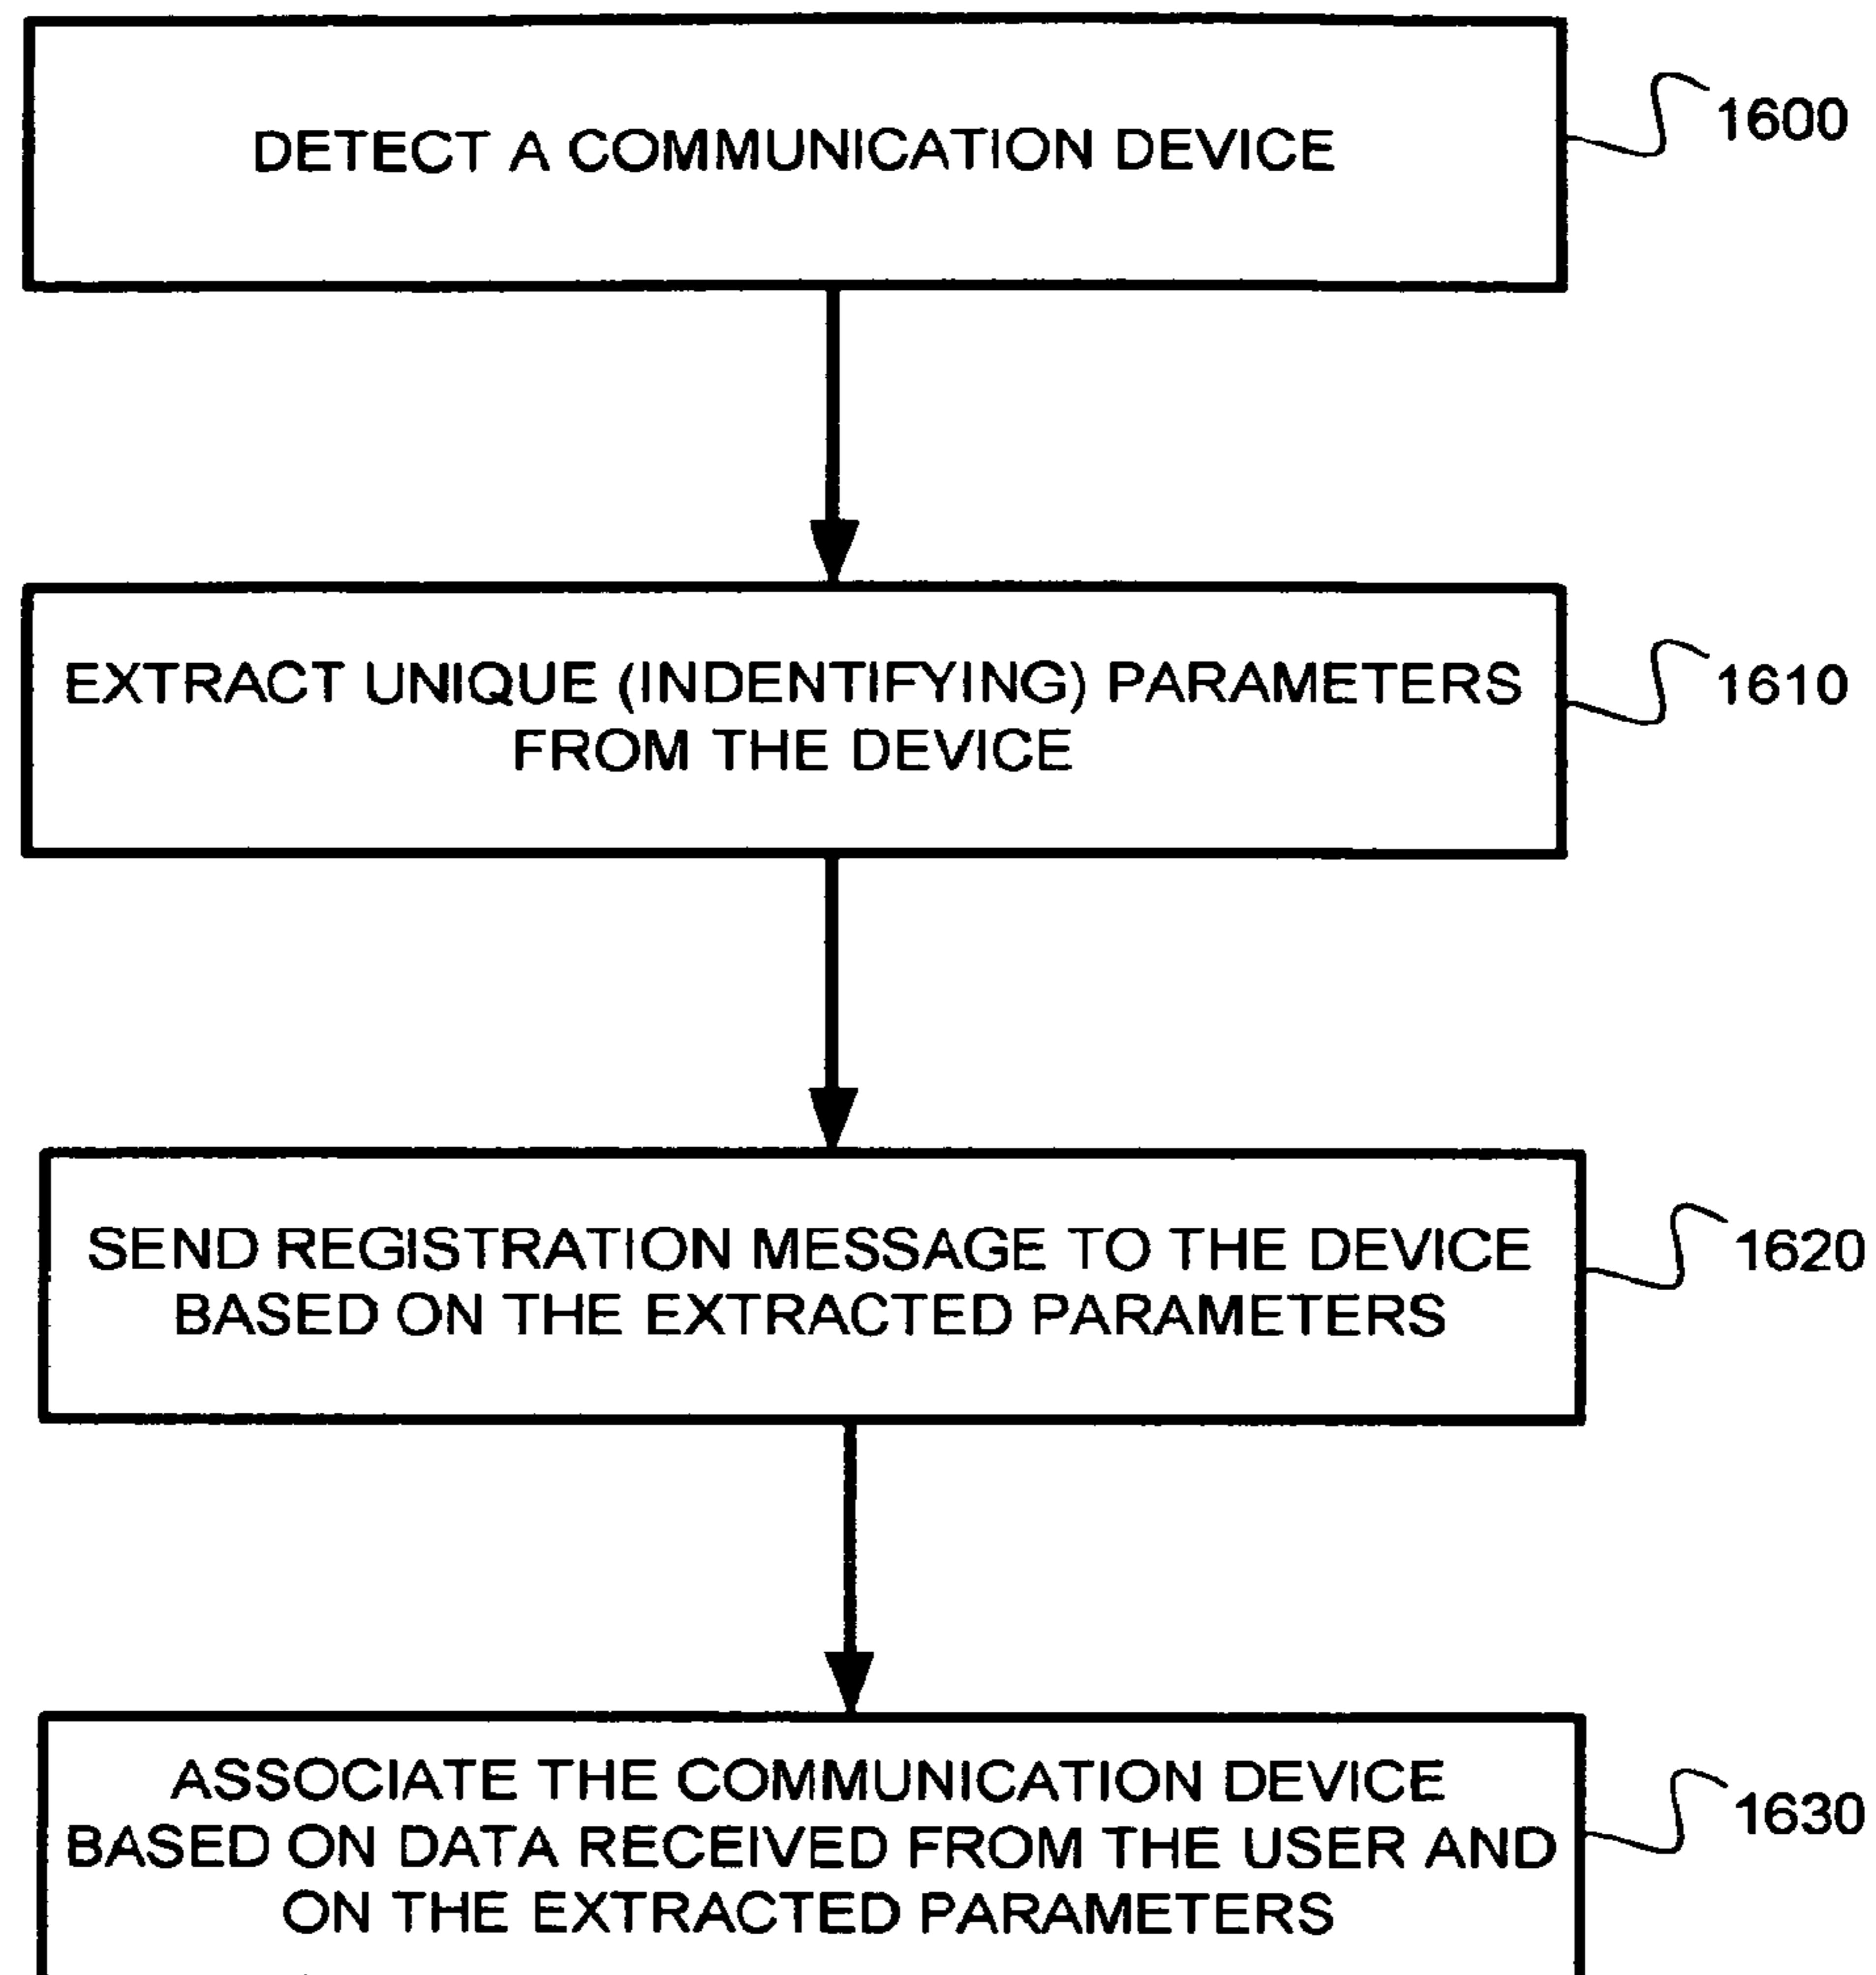 DETECT A COMMUNICATION DEVICE
1600
EXTRACT UNIQUE (INDENTIFYING) PARAMETERS
FROM THE DEVICE
1610
SEND REGISTRATION MESSAGE TO THE DEVICE
BASED ON THE EXTRACTED PARAMETERS
1620
ASSOCIATE THE COMMUNICATION DEVICE
BASED ON DATA RECEIVED FROM THE USER AND
ON THE EXTRACTED PARAMETERS
1630